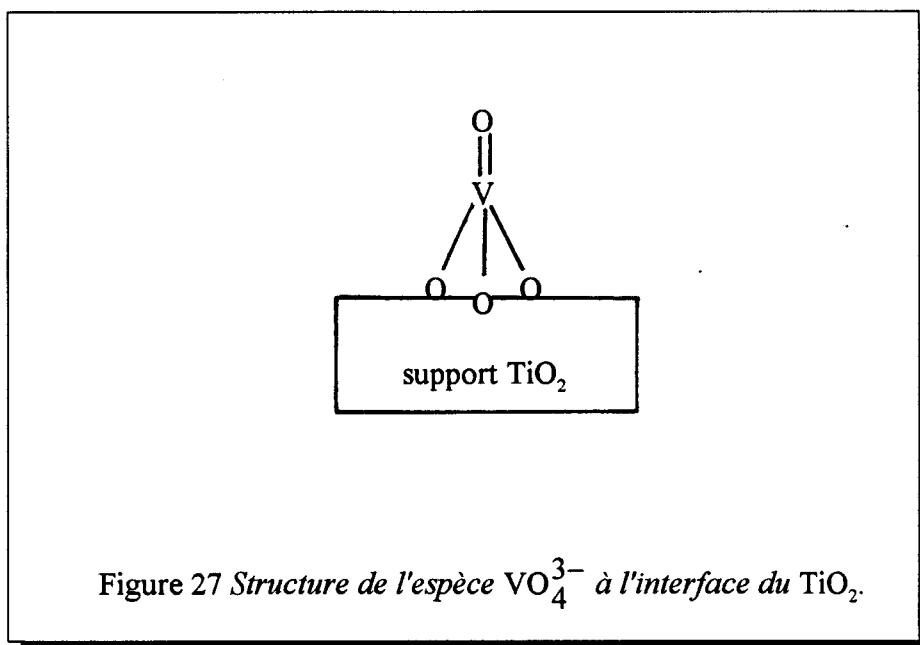 O
V
O O O
support TiO₂
Figure 27 Structure de l'espèce VO₄³⁻ à l'interface du TiO₂.